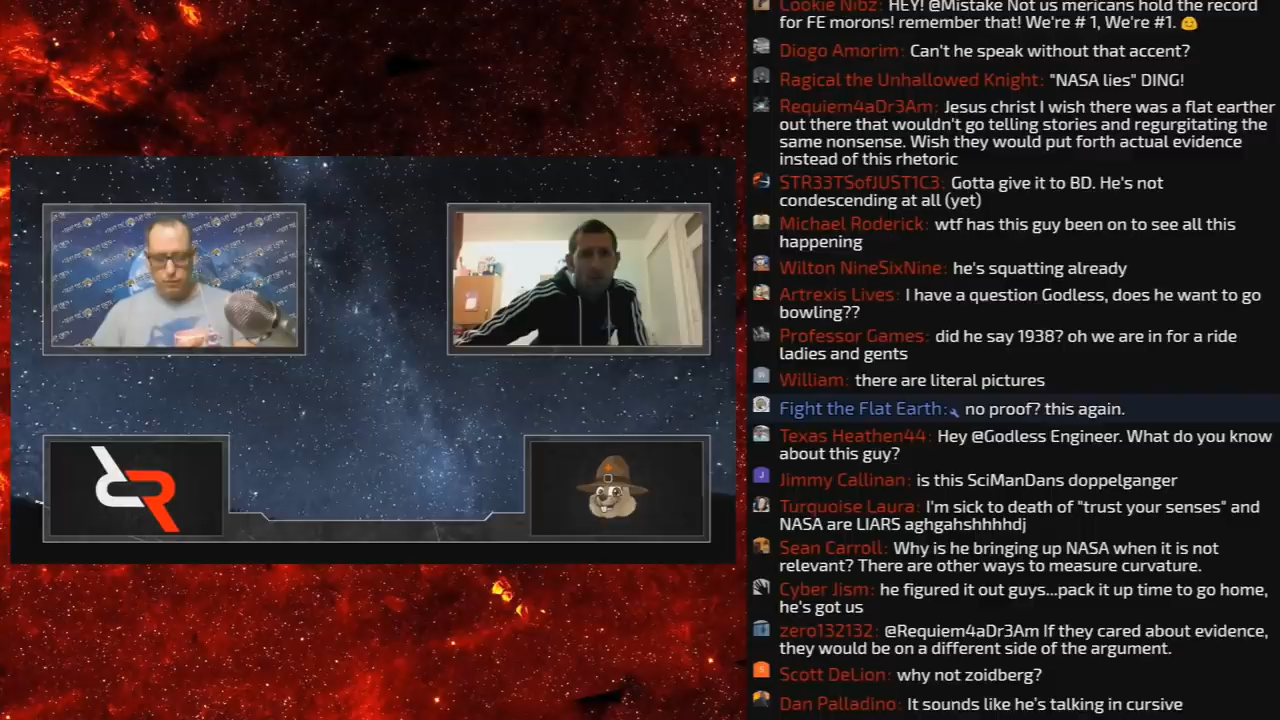 Cookie Nibz: HEY! @Mistake Not us mericans hold the record
for FE morons! remember that! We're # 1, We're #1.
Diogo Amorim: Can't he speak without that accent?
Ragical the Unhallowed Knight: "NASA lies" DING!
Requiem4aDr3Am: Jesus christ I wish there was a flat earther
out there that wouldn't go telling stories and regurgitating the
same nonsense. Wish they would put forth actual evidence
instead of this rhetoric
STR33TSofJUST1C3: Gotta give it to BD. He's not
condescending at all (yet)
Michael Roderick: wtf has this guy been on to see all this
happening
Wilton NineSixNine: he's squatting already
Artrexis Lives: I have a question Godless, does he want to go
bowling??
Professor Games: did he say 1938? oh we are in for a ride
ladies and gents
William: there are literal pictures
Fight the Flat Earth: no proof? this again.
Texas Heathen44: Hey @Godless Engineer. What do you know
about this guy?
Jimmy Callinan: is this SciManDans doppelganger
Turquoise Laura: I'm sick to death of "trust your senses" and
NASA are LIARS aghgahshhhhdj
Sean Carroll: Why is he bringing up NASA when it is not
relevant? There are other ways to measure curvature.
Cyber Jism: he figured it out guys...pack it up time to go home,
he's got us
zero132132: @Requiem4aDr3Am If they cared about evidence,
they would be on a different side of the argument.
Scott DeLion: why not zoidberg?
Dan Palladino: It sounds like he's talking in cursive